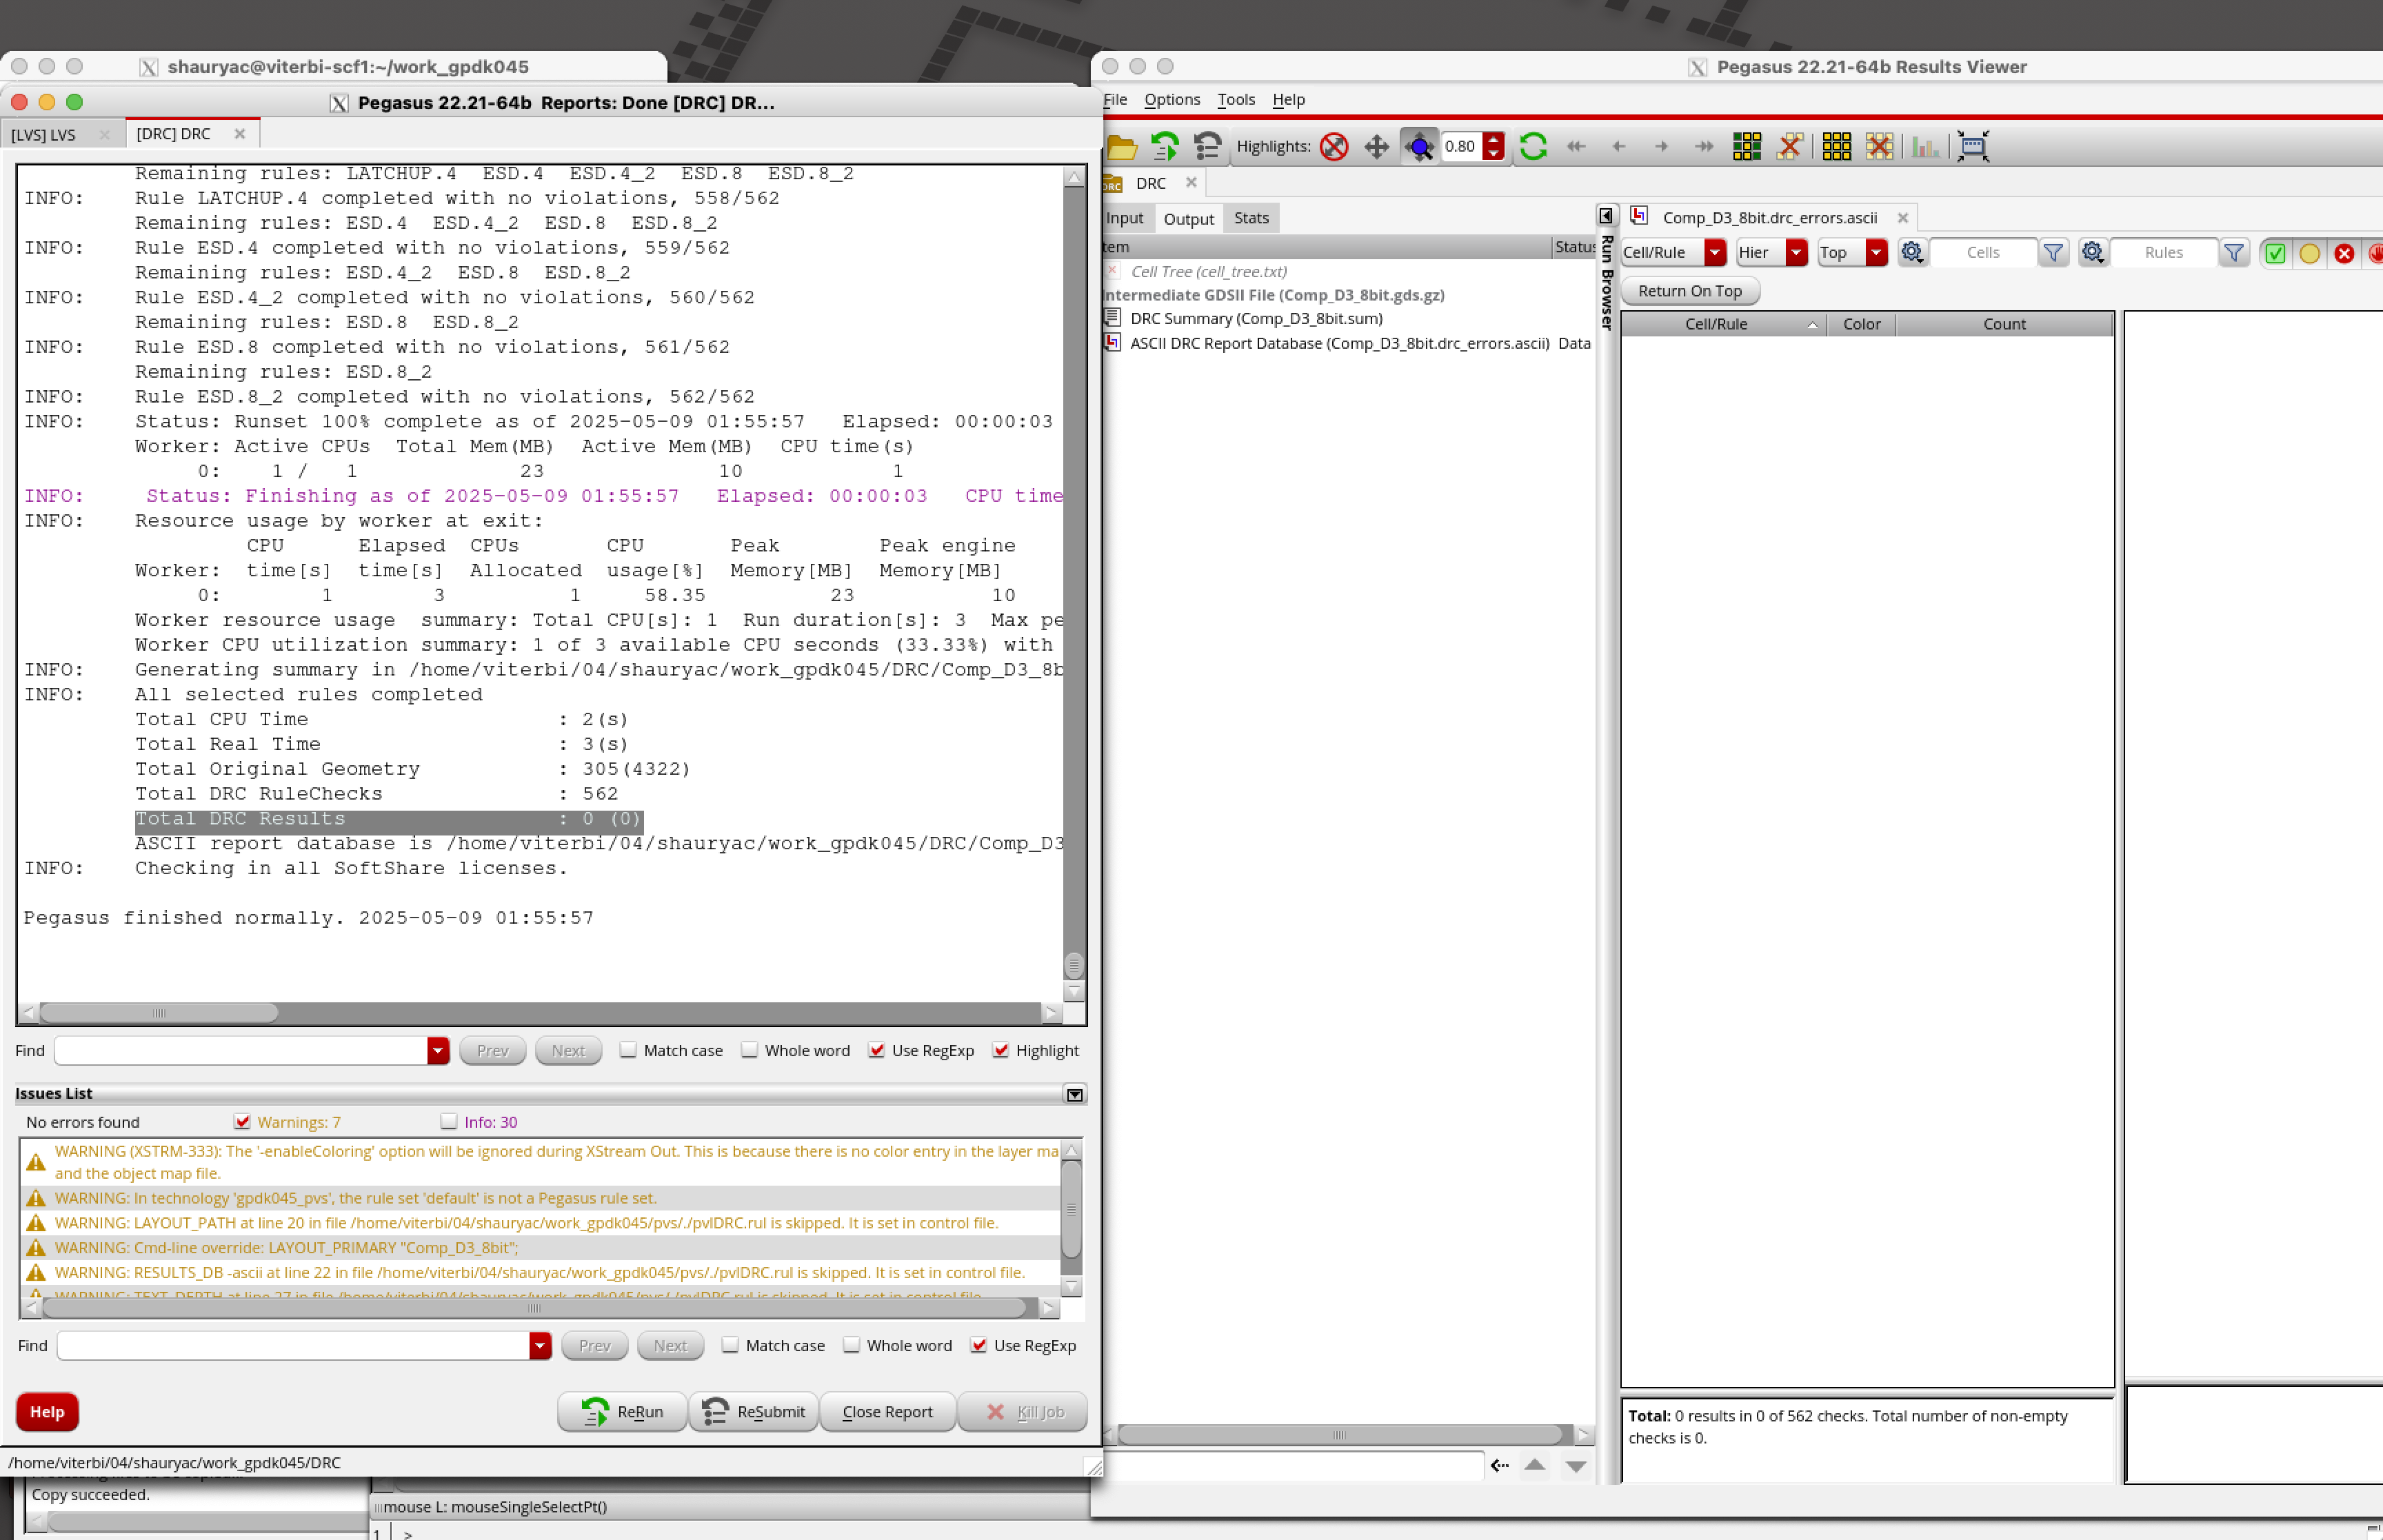 shauryac@viterbi-scf1:~/work_gpdk045
Pegasus 22.21-64b Reports: Done [DRC] DR...
[LVS] LVS
[DRC] DRC
Remaining rules: LATCHUP.4 ESD.4 ESD.4_2 ESD.8 ESD.8_2
INFO: Rule LATCHUP.4 completed with no violations, 558/562
Remaining rules: ESD.4 ESD.4_2 ESD.8 ESD.8_2
INFO: Rule ESD.4 completed with no violations, 559/562
Remaining rules: ESD.4_2 ESD.8 ESD.8_2
INFO: Rule ESD.4_2 completed with no violations, 560/562
Remaining rules: ESD.8 ESD.8_2
INFO: Rule ESD.8 completed with no violations, 561/562
Remaining rules: ESD.8_2
INFO: Rule ESD.8_2 completed with no violations, 562/562
INFO: Status: Runset 100% complete as of 2025-05-09 01:55:57 Elapsed: 00:00:03
Worker: Active CPUs Total Mem(MB) Active Mem(MB) CPU time(s)
0: 1 / 1 23 10 1
INFO: Status: Finishing as of 2025-05-09 01:55:57 Elapsed: 00:00:03 CPU time
INFO: Resource usage by worker at exit:
CPU Elapsed CPUs CPU Peak Peak engine
Worker: time[s] time[s] Allocated usage[%] Memory[MB] Memory[MB]
0: 1 3 1 58.35 23 10
Worker resource usage summary: Total CPU[s]: 1 Run duration[s]: 3 Max pe
Worker CPU utilization summary: 1 of 3 available CPU seconds (33.33%) with
INFO: Generating summary in /home/viterbi/04/shauryac/work_gpdk045/DRC/Comp_D3_8b
INFO: All selected rules completed
Total CPU Time : 2(s)
Total Real Time : 3(s)
Total Original Geometry : 305(4322)
Total DRC RuleChecks : 562
Total DRC Results : 0 (0)
ASCII report database is /home/viterbi/04/shauryac/work_gpdk045/DRC/Comp_D3
INFO: Checking in all SoftShare licenses.
Pegasus finished normally. 2025-05-09 01:55:57
Find Prev Next Match case Whole word Use RegExp Highlight
Issues List
No errors found Warnings: 7 Info: 30
WARNING (XSTRM-333): The '-enableColoring' option will be ignored during XStream Out. This is because there is no color entry in the layer ma
and the object map file.
WARNING: In technology 'gpdk045_pvs', the rule set 'default' is not a Pegasus rule set.
WARNING: LAYOUT_PATH at line 20 in file /home/viterbi/04/shauryac/work_gpdk045/pvs/./pvlDRC.rul is skipped. It is set in control file.
WARNING: Cmd-line override: LAYOUT_PRIMARY "Comp_D3_8bit";
WARNING: RESULTS_DB -ascii at line 22 in file /home/viterbi/04/shauryac/work_gpdk045/pvs/./pvlDRC.rul is skipped. It is set in control file.
WARNING: TEXT_DEPTH at line 27 in file /home/viterbi/04/shauryac/work_gpdk045/pvs/./pvlDRC.rul is skipped. It is set in control file.
Find Prev Next Match case Whole word Use RegExp
Help ReRun ReSubmit Close Report Kill Job
/home/viterbi/04/shauryac/work_gpdk045/DRC
Copy succeeded.
mouse L: mouseSingleSelectPt()
1 >
Pegasus 22.21-64b Results Viewer
File Options Tools Help
Highlights: 0.80
DRC
Input Output Stats
tem Status
Cell Tree (cell_tree.txt)
ntermediate GDSII File (Comp_D3_8bit.gds.gz)
DRC Summary (Comp_D3_8bit.sum)
ASCII DRC Report Database (Comp_D3_8bit.drc_errors.ascii) Data
Run Browser
Comp_D3_8bit.drc_errors.ascii
Cell/Rule Hier Top Cells Rules
Return On Top
Cell/Rule Color Count
Total: 0 results in 0 of 562 checks. Total number of non-empty
checks is 0.